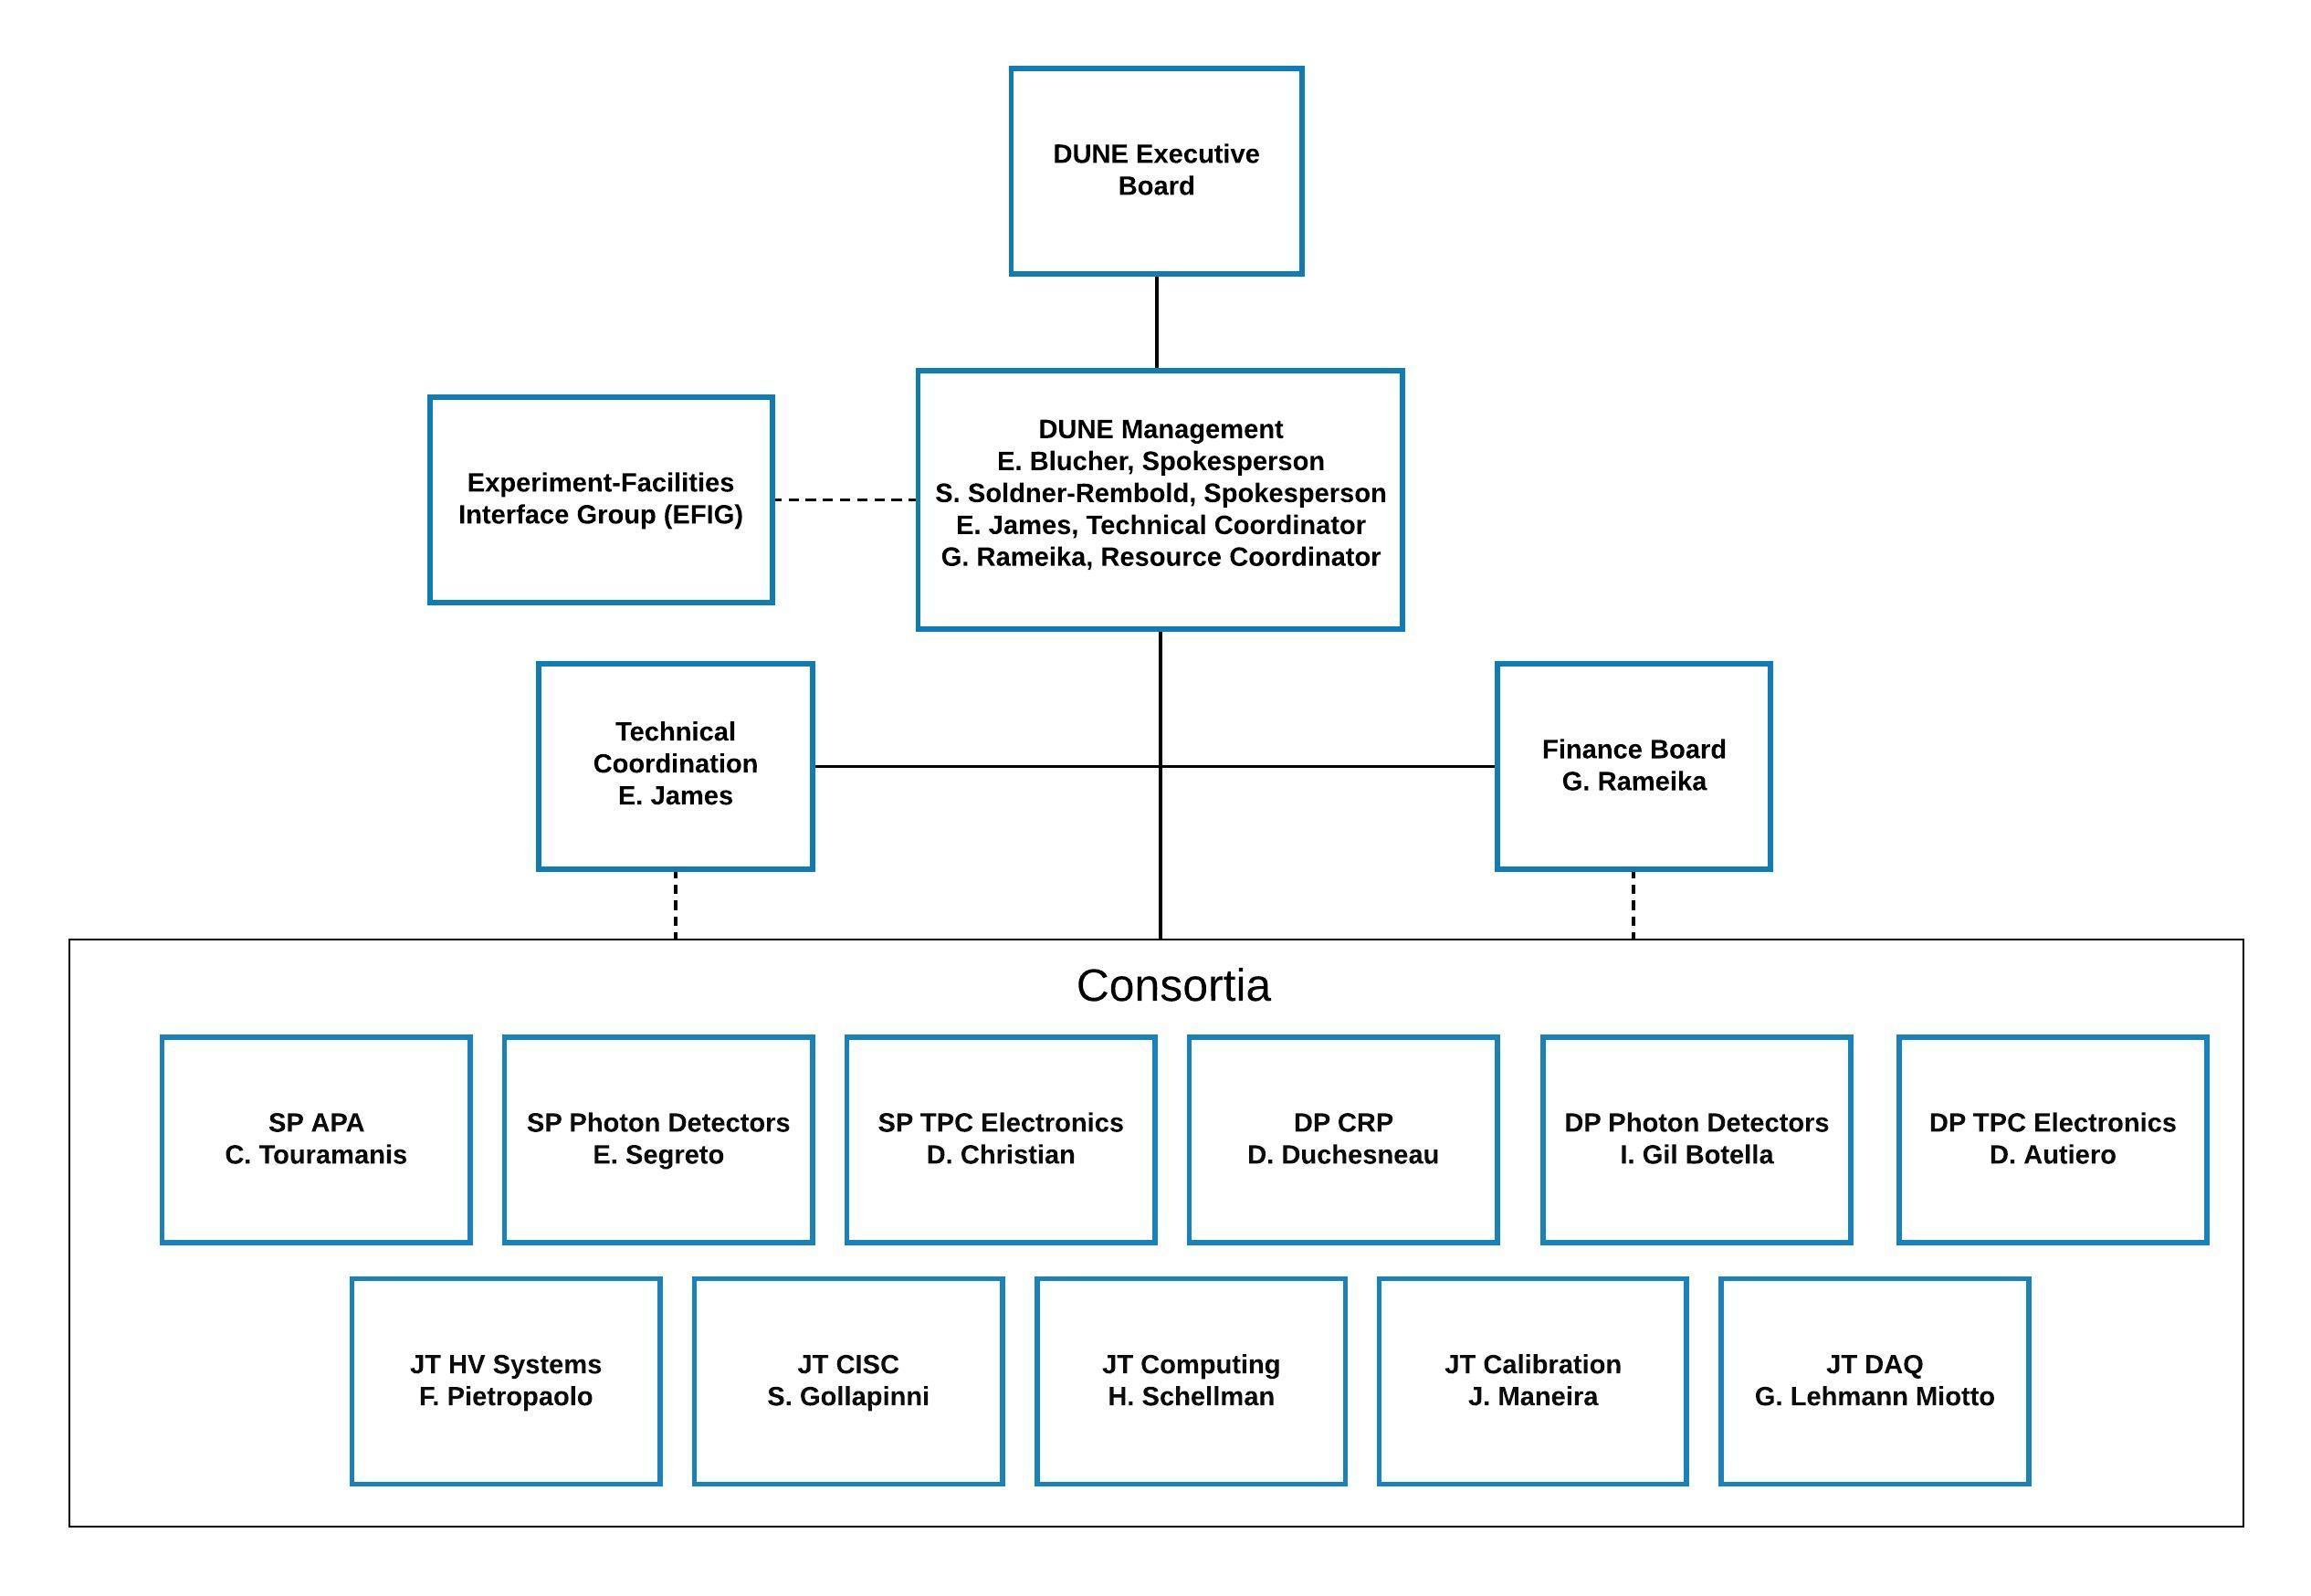 DUNE Executive
Board
DUNE Management
E. Blucher, Spokesperson
S. Soldner-Rembold, Spokesperson
E. James, Technical Coordinator
G. Rameika, Resource Coordinator
Experiment-Facilities
Interface Group (EFIG)
Technical
Coordination
E. James
Finance Board
G. Rameika
Consortia
SP APA
C. Touramanis
SP Photon Detectors
E. Segreto
SP TPC Electronics
D. Christian
DP CRP
D. Duchesneau
DP Photon Detectors
I. Gil Botella
DP TPC Electronics
D. Autiero
JT HV Systems
F. Pietropaolo
JT CISC
S. Gollapinni
JT Computing
H. Schellman
JT Calibration
J. Maneira
JT DAQ
G. Lehmann Miotto